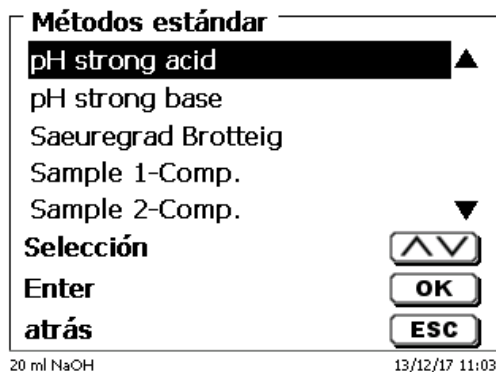 Métodos estándar
pH strong acid
pH strong base
Saeuregrad Brotteig
Sample 1-Comp.
Sample 2-Comp.
Selección
Enter OK
atrás ESC
20 ml NaOH 13/12/17 11:03